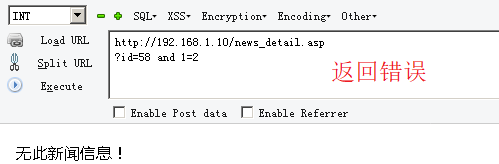 INT SQL▾ XSS▾ Encryption▾ Encoding▾ Other▾
Load URL
Split URL
Execute
http://192.168.1.10/news_detail.asp
?id=58 and 1=2
返回错误
Enable Post data Enable Referrer
无此新闻信息！